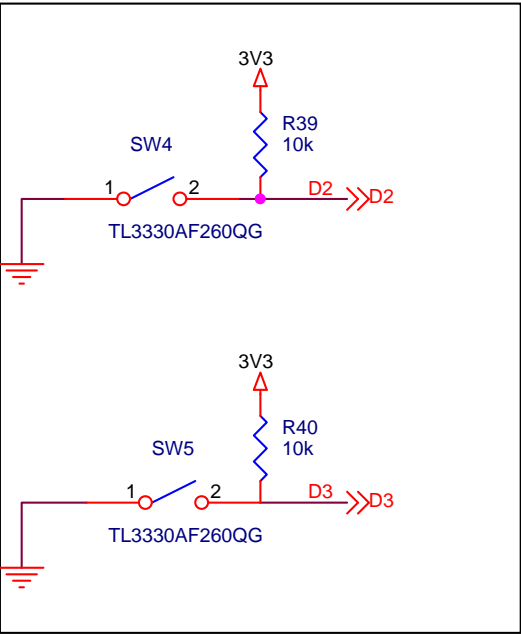 3V3
R39
10k
SW4
1 2
D2 D2
TL3330AF260QG
3V3
R40
10k
SW5
1 2
D3 D3
TL3330AF260QG